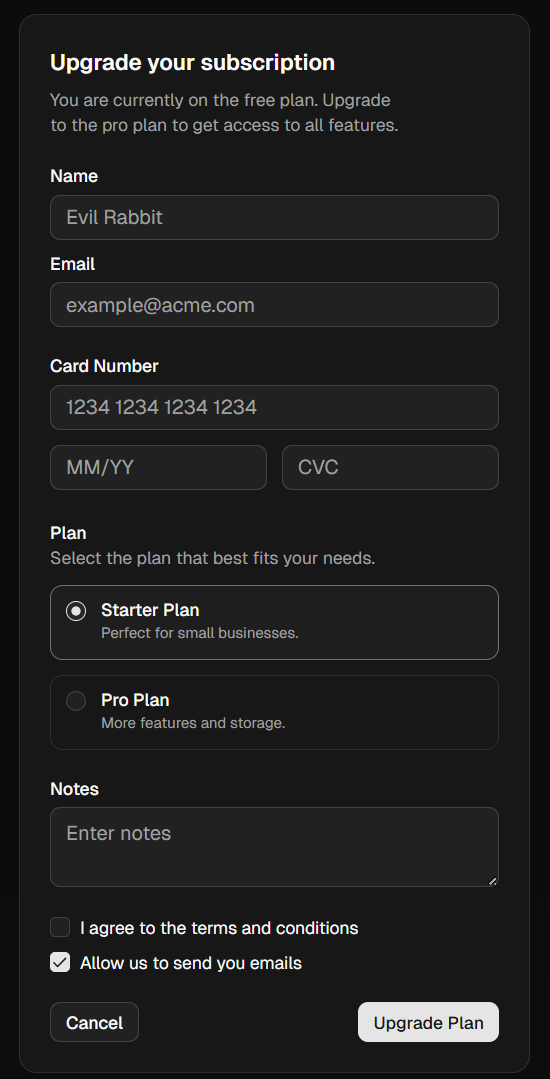 Upgrade your subscription
You are currently on the free plan. Upgrade
to the pro plan to get access to all features.
Name
Evil Rabbit
Email
example@acme.com
Card Number
1234 1234 1234 1234
MM/YY CVC
Plan
Select the plan that best fits your needs.
Starter Plan
Perfect for small businesses.
Pro Plan
More features and storage.
Notes
Enter notes
I agree to the terms and conditions
Allow us to send you emails
Cancel Upgrade Plan